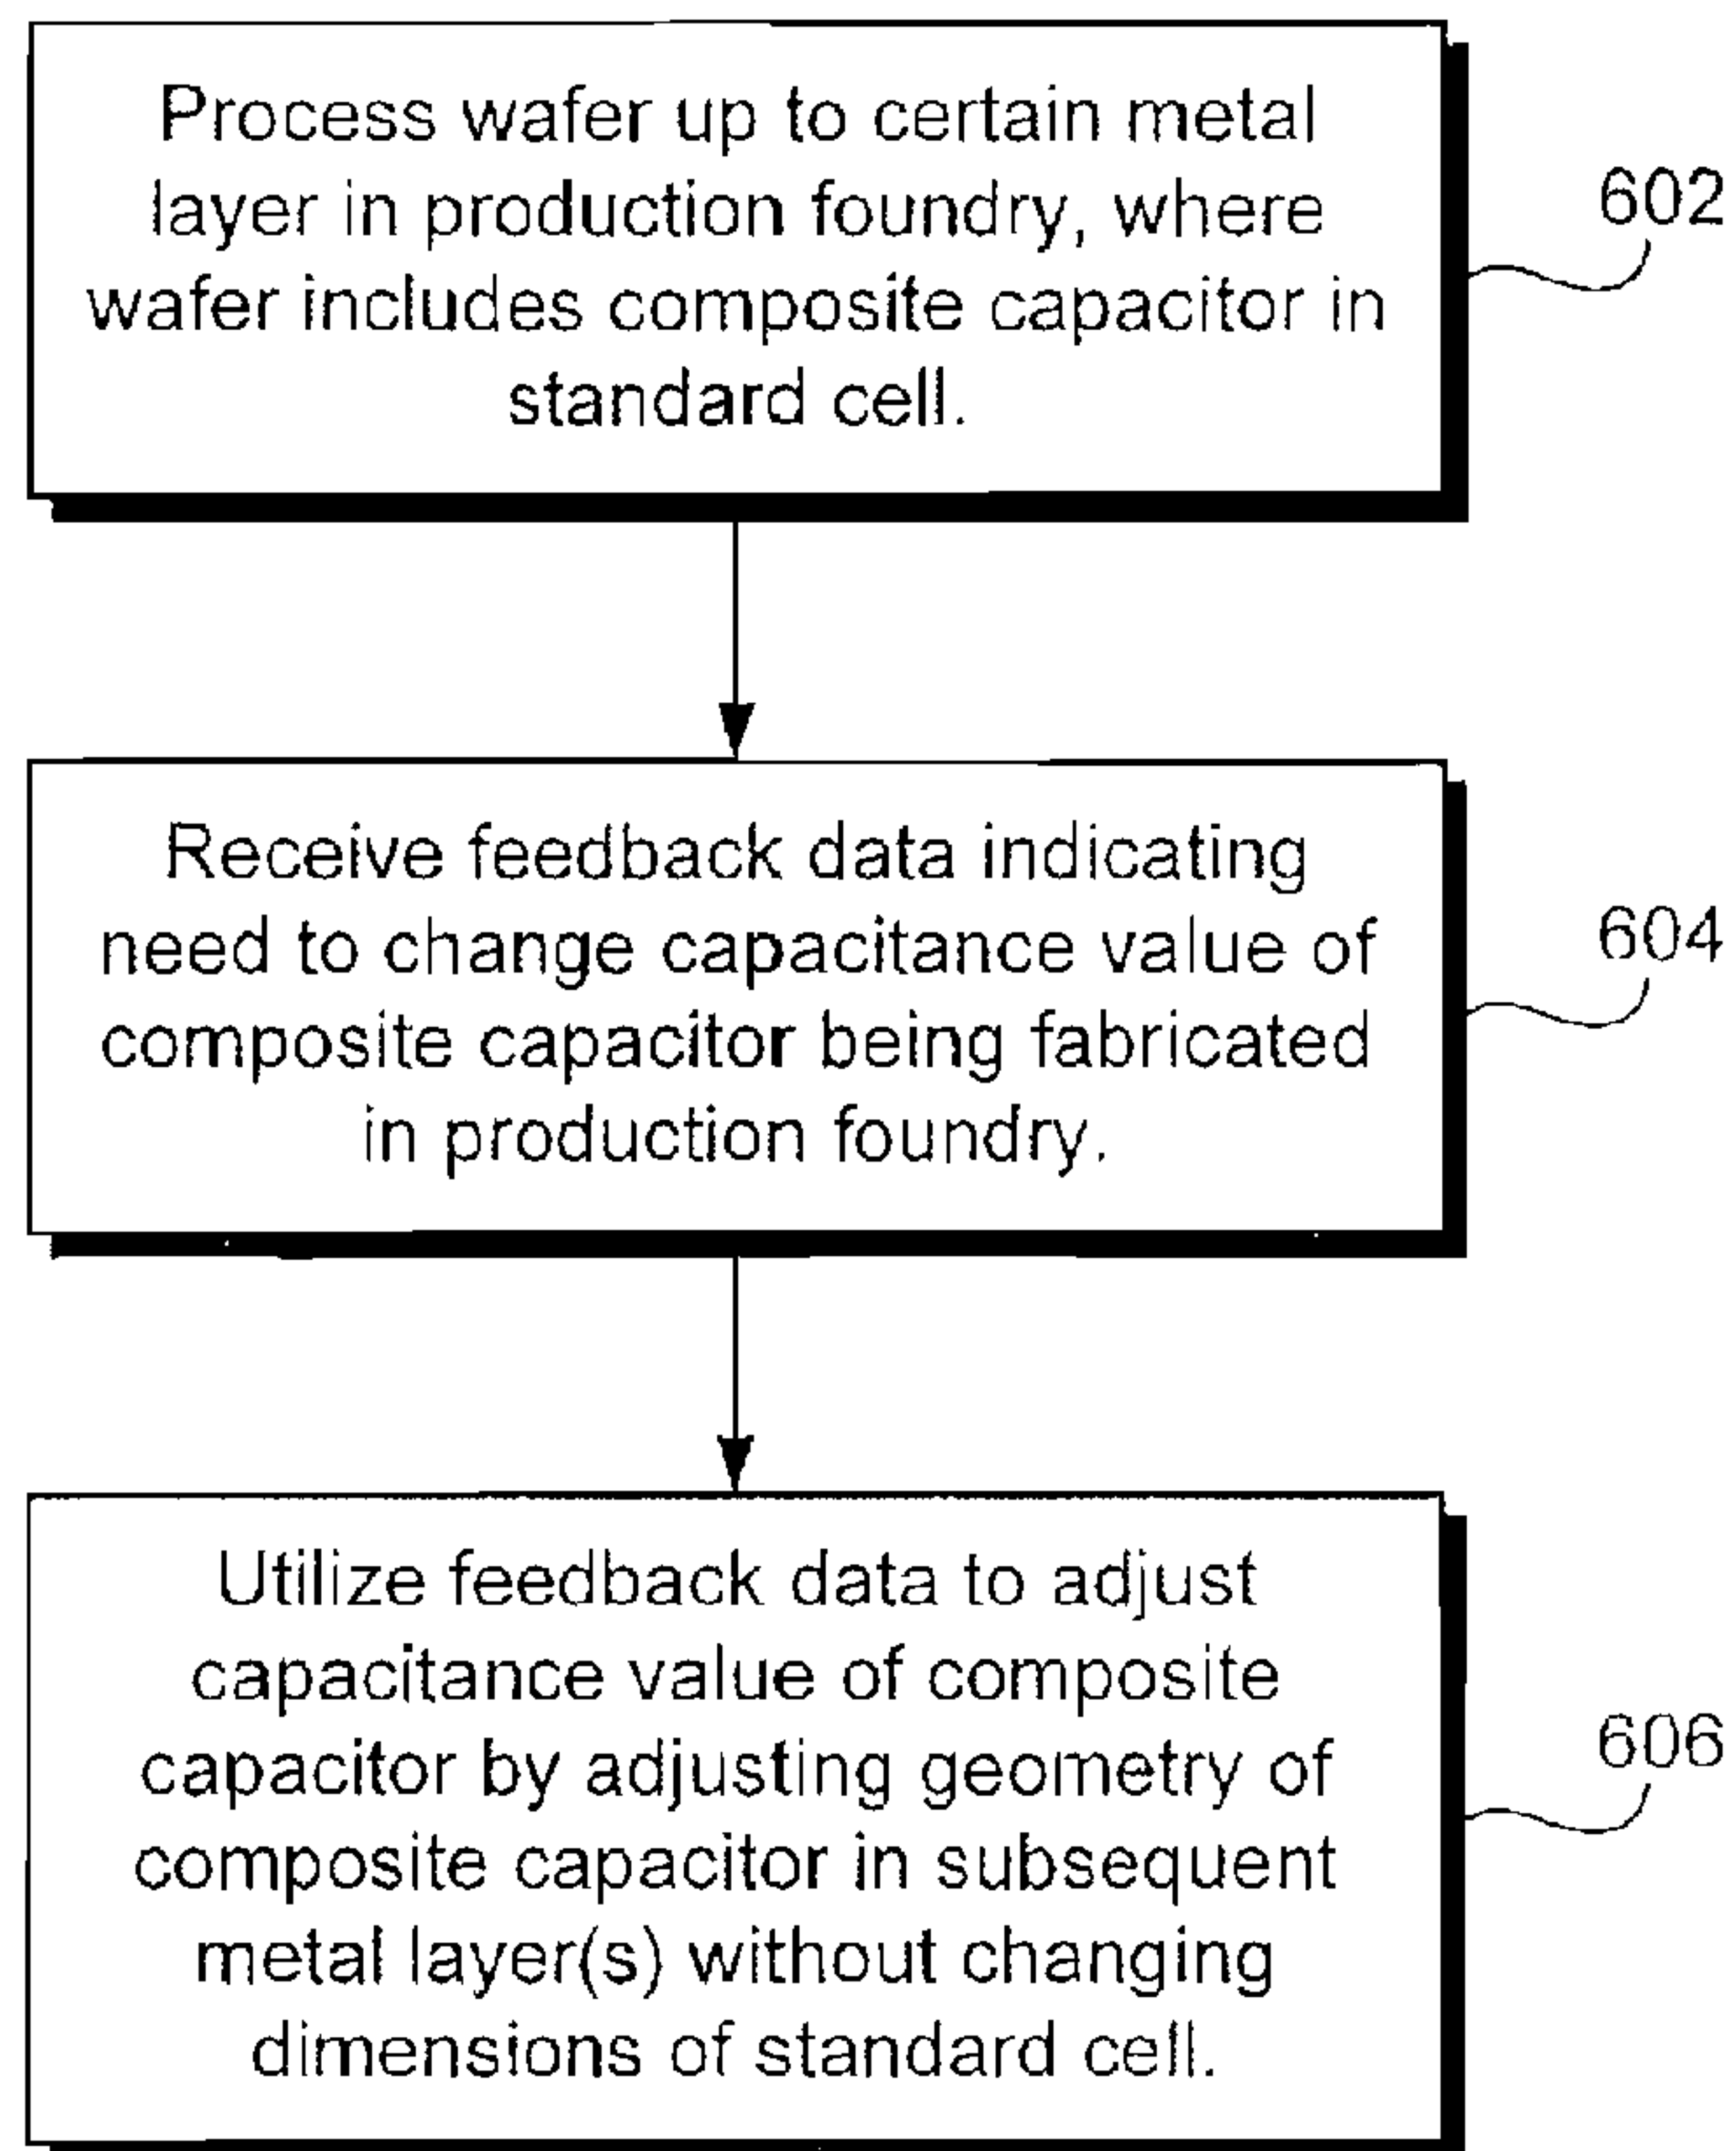 Process wafer up to certain metal
layer in production foundry, where
wafer includes composite capacitor in
standard cell.
602
Receive feedback data indicating
need to change capacitance value of
composite capacitor being fabricated
in production foundry.
604
Utilize feedback data to adjust
capacitance value of composite
capacitor by adjusting geometry of
composite capacitor in subsequent
metal layer(s) without changing
dimensions of standard cell.
606